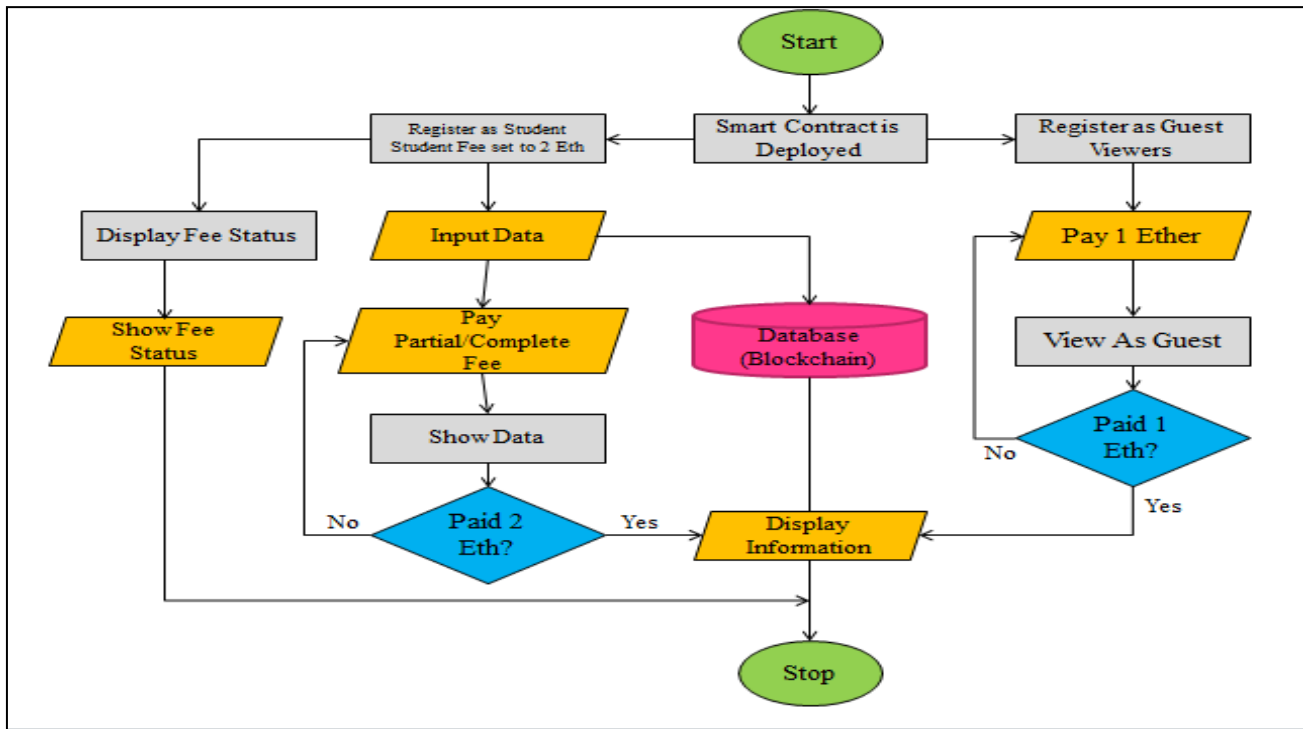 Start
Register as Student
Student Fee set to 2 Eth
Smart Contract is
Deployed
Register as Guest
Viewers
Display Fee Status
Input Data
Pay 1 Ether
Show Fee
Status
Pay
Partial/Complete
Fee
Database
(Blockchain)
View As Guest
Show Data
Paid 1
Eth?
No
Yes
No
Paid 2
Eth?
Yes
Display
Information
Stop